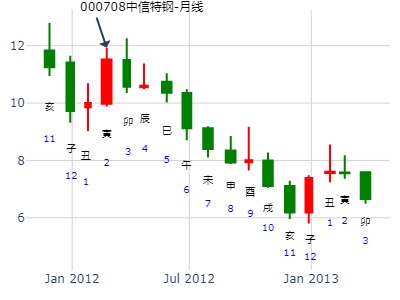 000708中信特钢-月线
12
10
8
6
亥
11
子
12
丑
1
寅
2
卯
3
辰
4
巳
5
午
6
未
7
申
8
酉
9
戌
10
亥
11
子
12
丑
1
寅
2
卯
3
Jan 2012
Jul 2012
Jan 2013